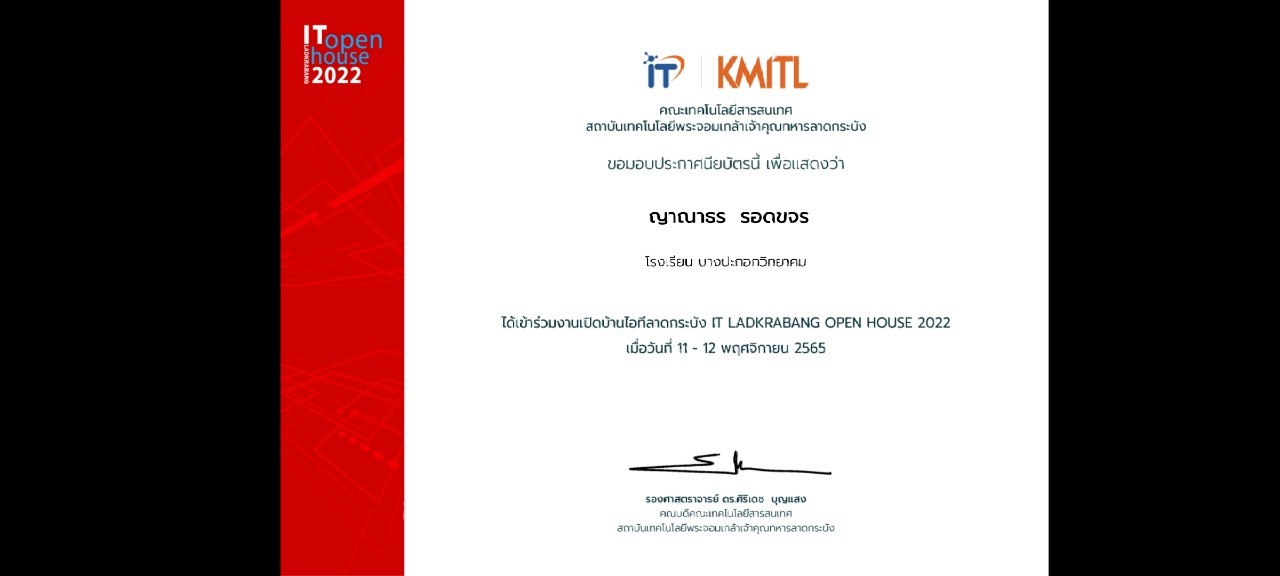 IT open
house
LADKRABANG
2022
iT KMITL
คณะเทคโนโลยีสารสนเทศ
สถาบันเทคโนโลยีพระจอมเกล้าเจ้าคุณทหารลาดกระบัง
ขอมอบประกาศนียบัตรนี้ เพื่อแสดงว่า
ญาณาธร รอดขจร
โรงเรียน บางปะกอกวิทยาคม
ได้เข้าร่วมงานเปิดบ้านไอทีลาดกระบัง IT LADKRABANG OPEN HOUSE 2022
เมื่อวันที่ 11 - 12 พฤศจิกายน 2565
รองศาสตราจารย์ ดร.ศิริเดช บุญแสง
คณบดีคณะเทคโนโลยีสารสนเทศ
สถาบันเทคโนโลยีพระจอมเกล้าเจ้าคุณทหารลาดกระบัง